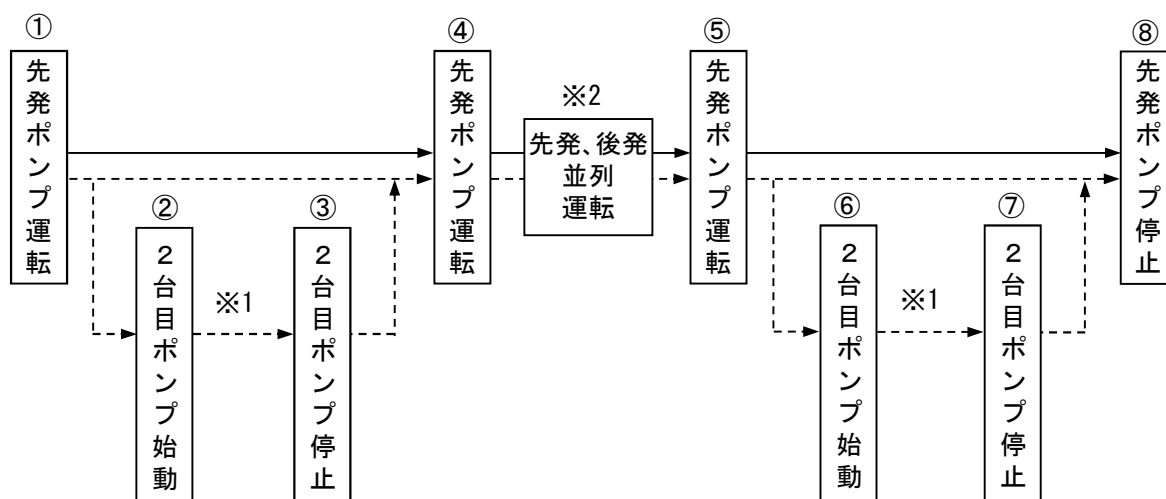 ①
先発ポンプ運転
②
2台目ポンプ始動
※1
③
2台目ポンプ停止
④
先発ポンプ運転
※2
先発、後発
並列
運転
⑤
先発ポンプ運転
⑥
2台目ポンプ始動
※1
⑦
2台目ポンプ停止
⑧
先発ポンプ停止